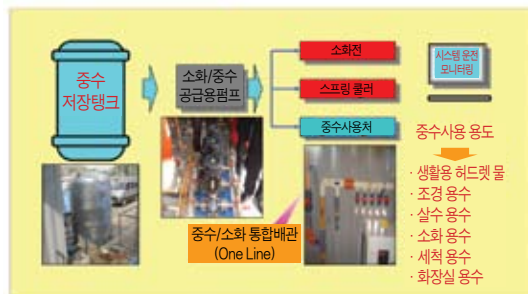 중수
저장탱크
소화/중수
공급용펌프
소화전
스프링 쿨러
중수사용처
시스템 운전
모니터링
중수/소화 통합배관
(One Line)
중수사용 용도
· 생활용 허드렛 물
· 조경 용수
· 살수 용수
· 소화 용수
· 세척 용수
· 화장실 용수